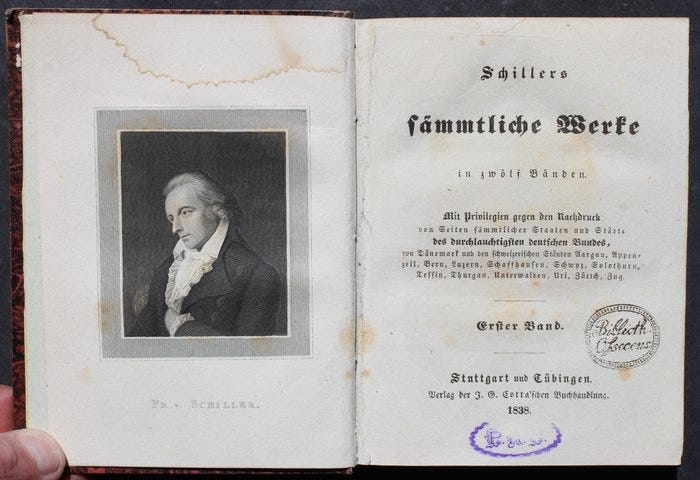 FR. v. SCHILLER.
Schillers
sämmtliche Werke
in zwölf Bänden.
Mit Privilegien gegen den Nachdruck
von Seiten sämmtlicher Staaten und Städte
des durchlauchtigsten deutschen Bundes,
von Dänemark und den schweizerischen Ständen Aargau, Appen-
zell, Bern, Luzern, Schaffhausen, Schwyz, Solothurn,
Tessin, Thurgau, Unterwalden, Uri, Zürich, Zug.
Erster Band.
Biblioth.
Ossecens.
Stuttgart und Tübingen,
Verlag der J. G. Cotta'schen Buchhandlung.
1838.